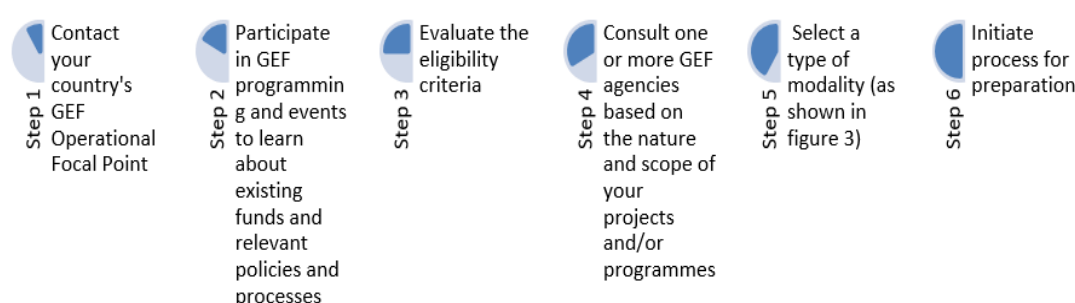 Step 1
Contact
your
country's
GEF
Operational
Focal Point
Step 2
Participate
in GEF
programmin
g and events
to learn
about
existing
funds and
relevant
policies and
processes
Step 3
Evaluate the
eligibility
criteria
Step 4
Consult one
or more GEF
agencies
based on
the nature
and scope of
your
projects
and/or
programmes
Step 5
Select a
type of
modality (as
shown in
figure 3)
Step 6
Initiate
process for
preparation